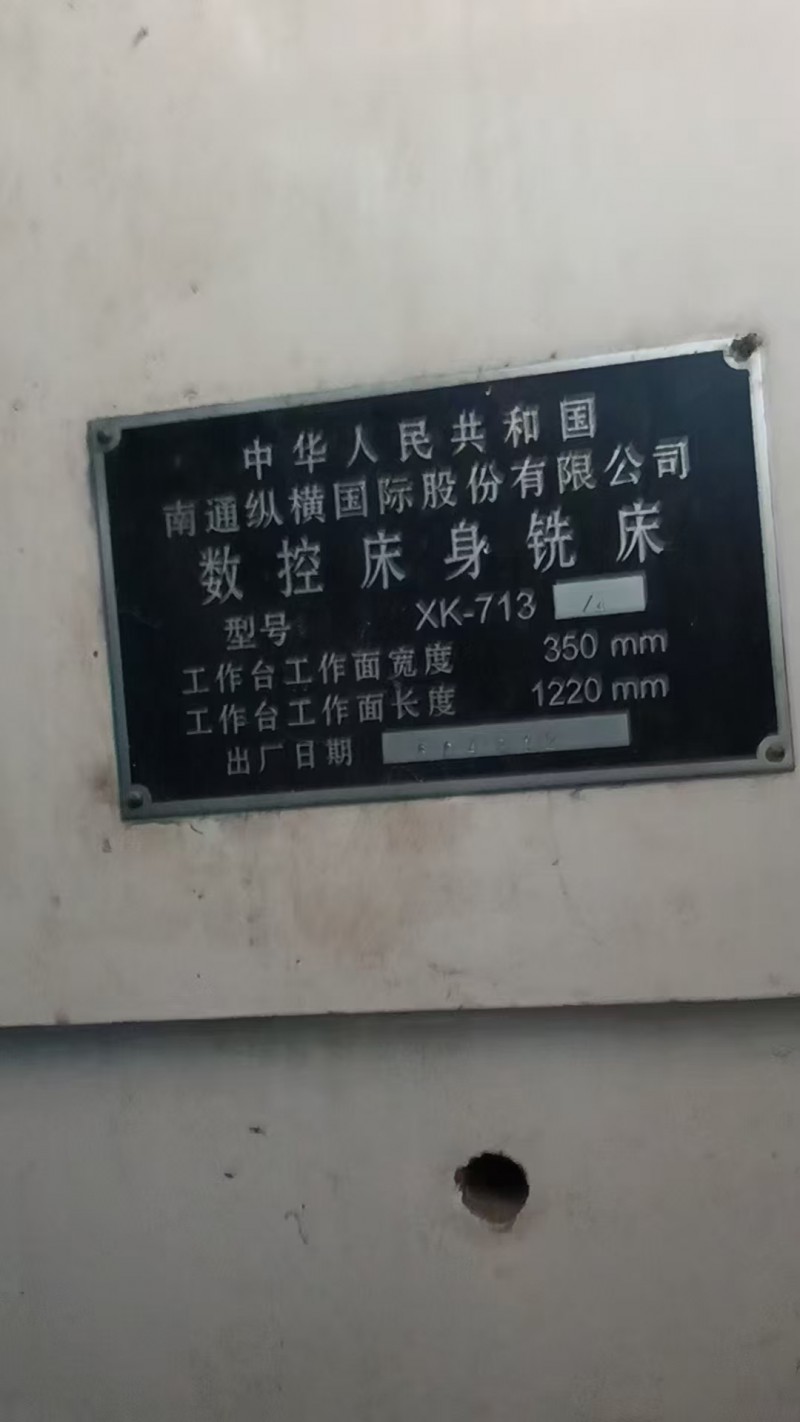 中华人民共和国
南通纵横国际股份有限公司
数控床身铣床
型号 XK-713
工作台工作面宽度 350 mm
工作台工作面长度 1220 mm
出厂日期